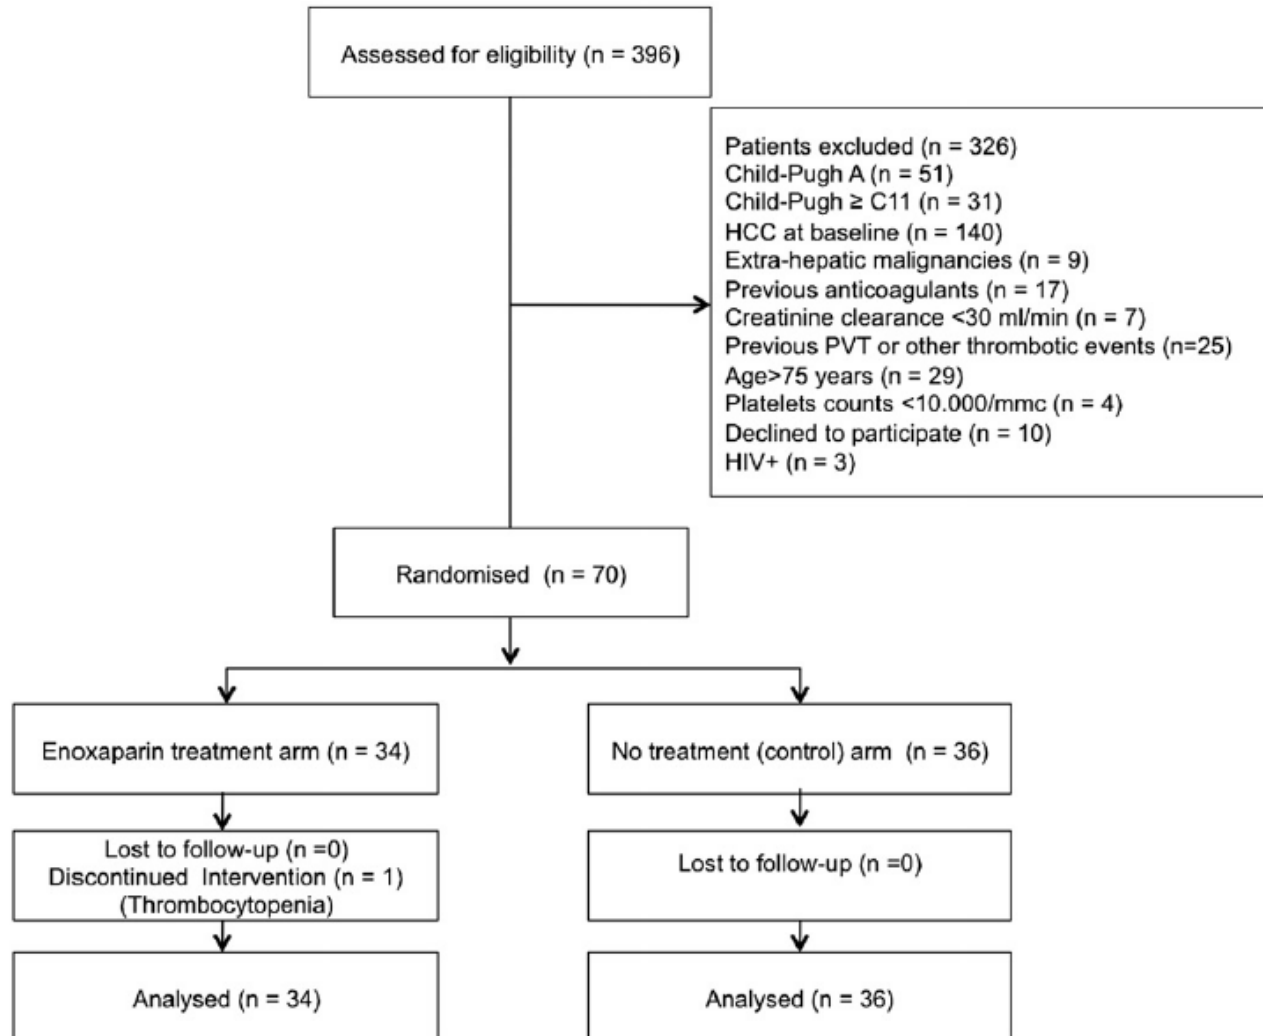 Assessed for eligibility (n = 396)
Patients excluded (n = 326)
Child-Pugh A (n = 51)
Child-Pugh ≥ C11 (n = 31)
HCC at baseline (n = 140)
Extra-hepatic malignancies (n = 9)
Previous anticoagulants (n = 17)
Creatinine clearance <30 ml/min (n = 7)
Previous PVT or other thrombotic events (n=25)
Age>75 years (n = 29)
Platelets counts <10.000/mmc (n = 4)
Declined to participate (n = 10)
HIV+ (n = 3)
Randomised (n = 70)
Enoxaparin treatment arm (n = 34)
No treatment (control) arm (n = 36)
Lost to follow-up (n =0)
Discontinued Intervention (n = 1)
(Thrombocytopenia)
Lost to follow-up (n =0)
Analysed (n = 34)
Analysed (n = 36)